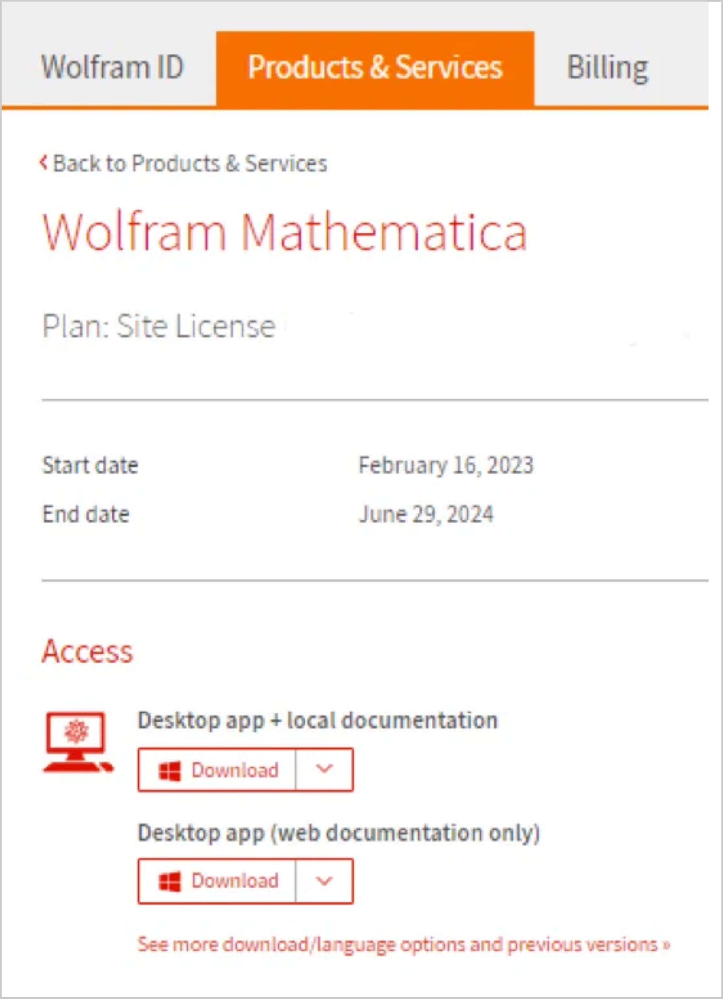 Wolfram ID Products & Services Billing
‹ Back to Products & Services
Wolfram Mathematica
Plan: Site License
Start date February 16, 2023
End date June 29, 2024
Access
Desktop app + local documentation
Download
Desktop app (web documentation only)
Download
See more download/language options and previous versions »